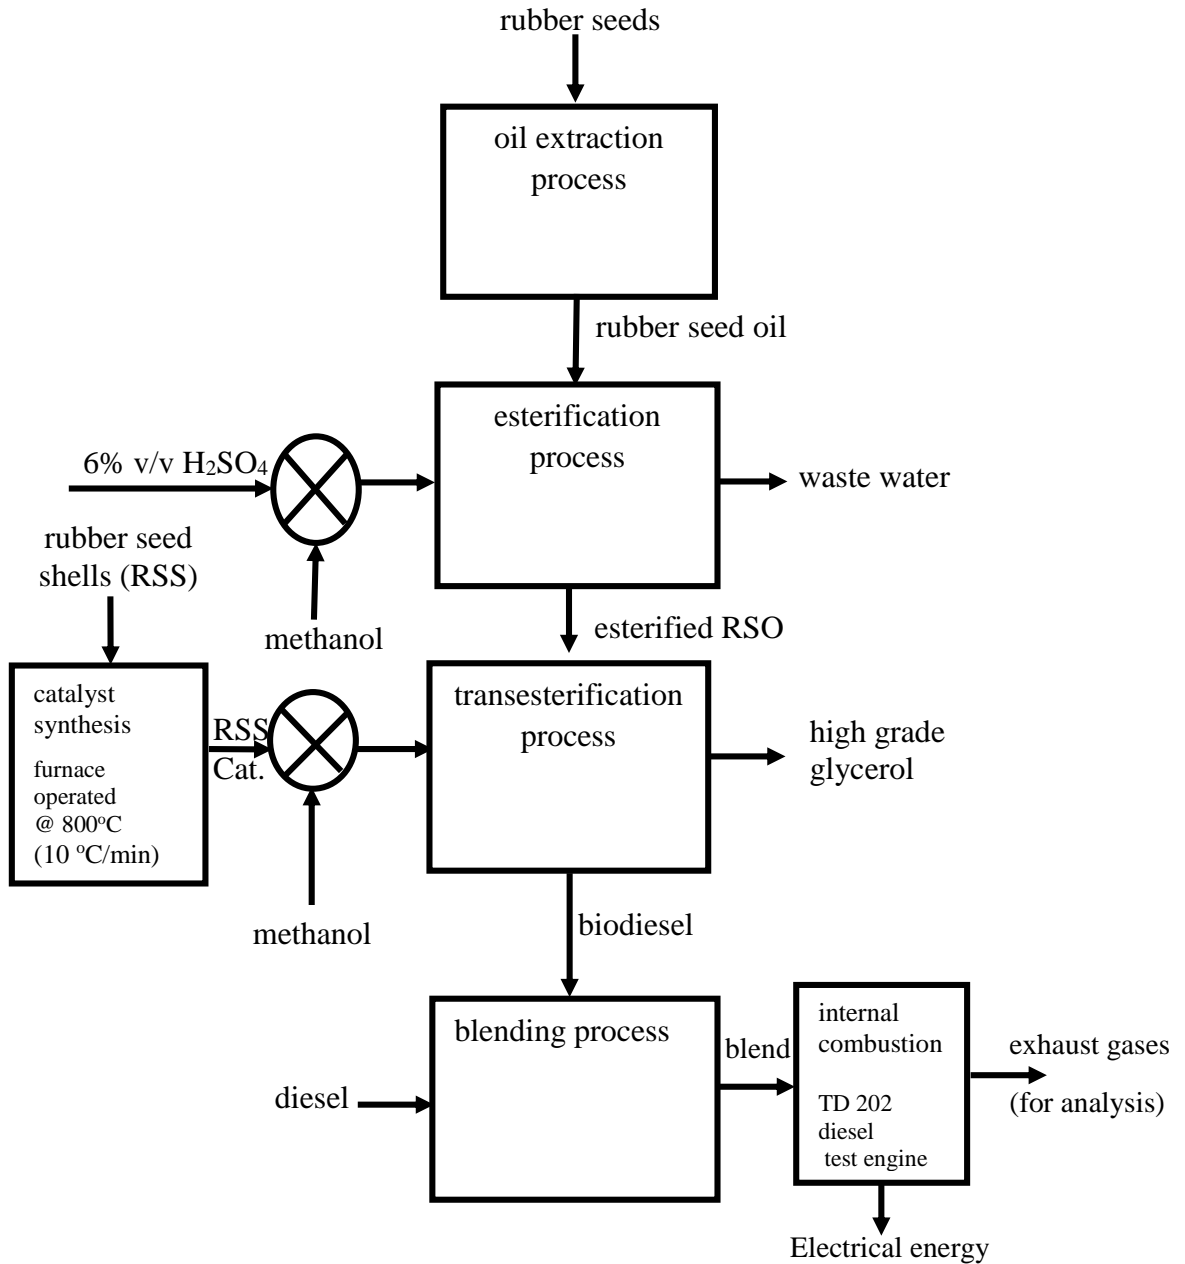 rubber seeds
oil extraction
process
rubber seed oil
esterification
process
6% v/v H₂SO₄
waste water
rubber seed
shells (RSS)
methanol
esterified RSO
catalyst
synthesis
furnace
operated
@ 800°C
(10 °C/min)
RSS
Cat.
transesterification
process
high grade
glycerol
methanol
biodiesel
blending process
diesel
blend
internal
combustion
TD 202
diesel
test engine
exhaust gases
(for analysis)
Electrical energy